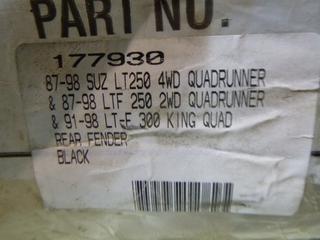 PART NO.
177930
87-98 SUZ LT250 4WD QUADRUNNER
& 87-98 LTF 250 2WD QUADRUNNER
& 91-98 LT-F 300 KING QUAD
REAR FENDER
BLACK